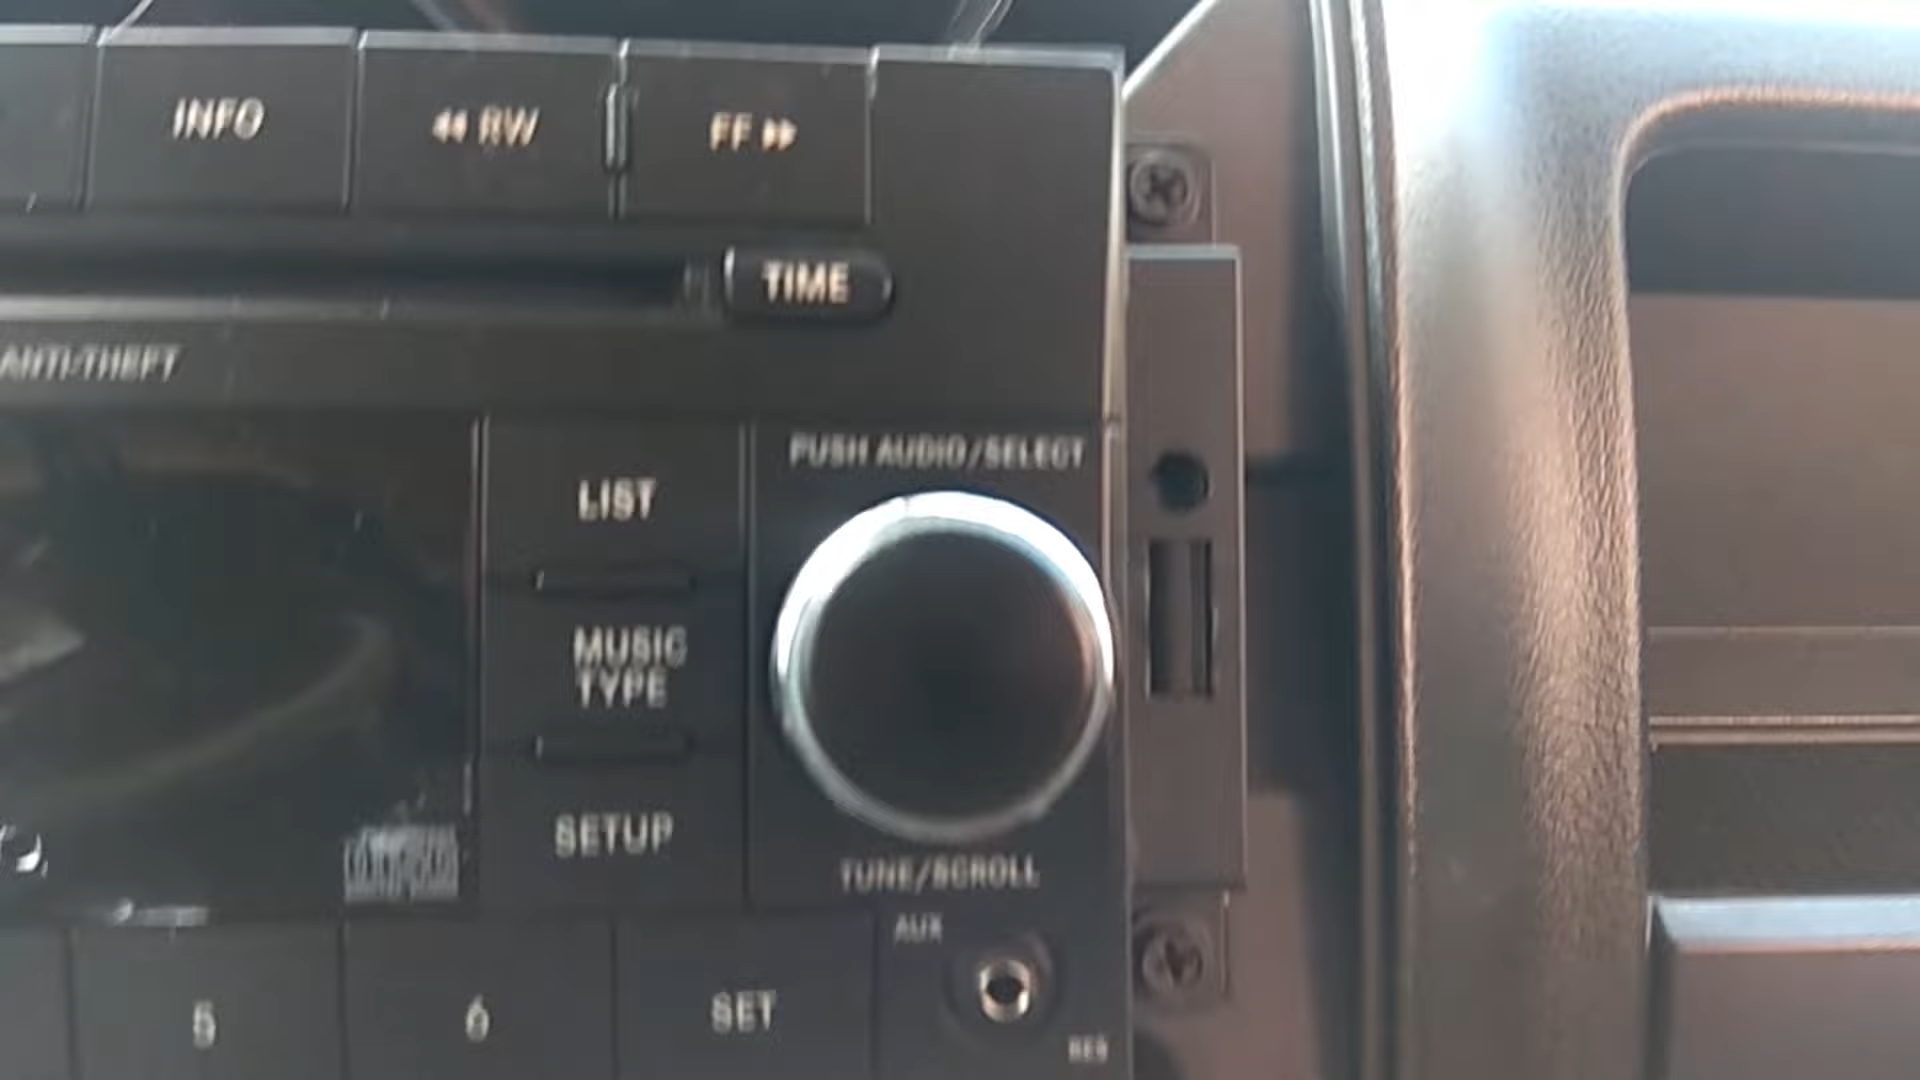 INFO
◄◄ RW
FF ►►
TIME
ANTI-THEFT
PUSH AUDIO/SELECT
LIST
MUSIC
TYPE
SETUP
TUNE/SCROLL
AUX
5
6
SET
RES